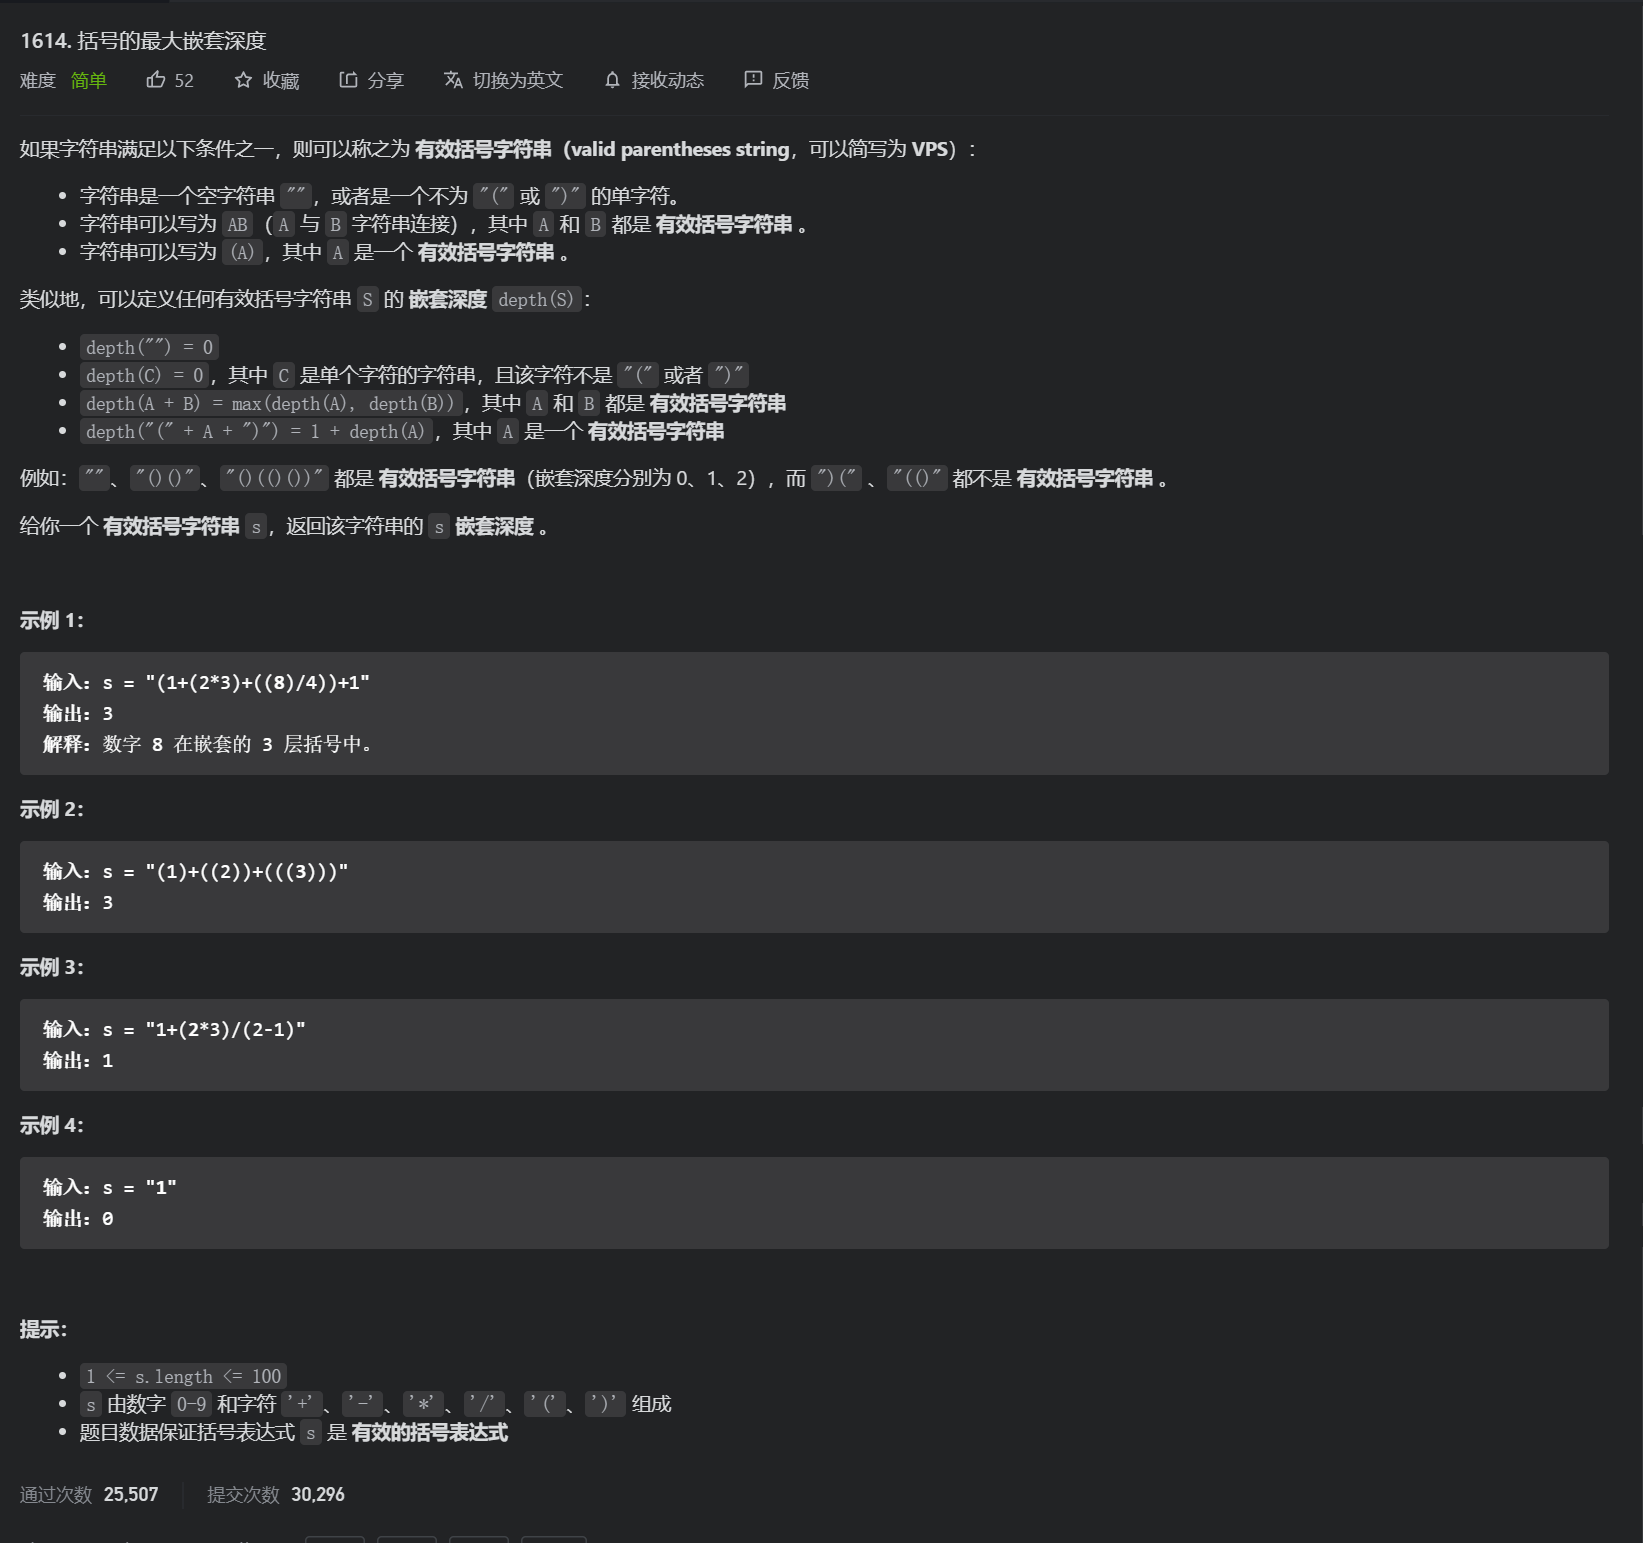 1614. 括号的最大嵌套深度
难度 简单 52 收藏 分享 切换为英文 接收动态 反馈
如果字符串满足以下条件之一，则可以称之为 有效括号字符串（valid parentheses string，可以简写为 VPS）：
字符串是一个空字符串 ""，或者是一个不为 "(" 或 ")" 的单字符。
字符串可以写为 AB（A 与 B 字符串连接），其中 A 和 B 都是 有效括号字符串 。
字符串可以写为 (A)，其中 A 是一个 有效括号字符串 。
类似地，可以定义任何有效括号字符串 S 的 嵌套深度 depth(S)：
depth("") = 0
depth(C) = 0，其中 C 是单个字符的字符串，且该字符不是 "(" 或者 ")"
depth(A + B) = max(depth(A), depth(B))，其中 A 和 B 都是 有效括号字符串
depth("(" + A + ")") = 1 + depth(A)，其中 A 是一个 有效括号字符串
例如：""、"()()"、"()(()())" 都是 有效括号字符串（嵌套深度分别为 0、1、2），而 ")(" 、"(()" 都不是 有效括号字符串 。
给你一个 有效括号字符串 s，返回该字符串的 s 嵌套深度 。
示例 1：
输入：s = "(1+(2*3)+((8)/4))+1"
输出：3
解释：数字 8 在嵌套的 3 层括号中。
示例 2：
输入：s = "(1)+((2))+(((3)))"
输出：3
示例 3：
输入：s = "1+(2*3)/(2-1)"
输出：1
示例 4：
输入：s = "1"
输出：0
提示：
1 <= s.length <= 100
s 由数字 0-9 和字符 '+'、'-'、'*'、'/'、'('、')' 组成
题目数据保证括号表达式 s 是 有效的括号表达式
通过次数 25,507 提交次数 30,296